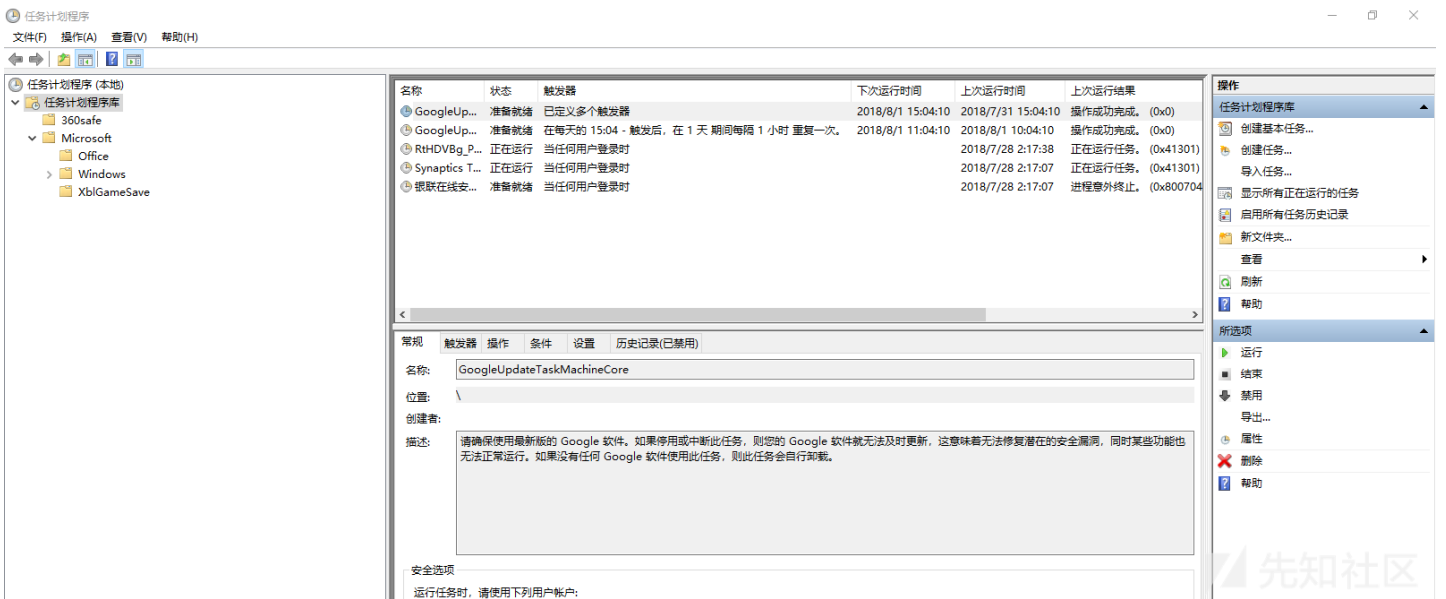 任务计划程序
文件(F) 操作(A) 查看(V) 帮助(H)
任务计划程序 (本地)
任务计划程序库
360safe
Microsoft
Office
Windows
XblGameSave
名称 状态 触发器 下次运行时间 上次运行时间 上次运行结果
GoogleUp... 准备就绪 已定义多个触发器 2018/8/1 15:04:10 2018/7/31 15:04:10 操作成功完成。 (0x0)
GoogleUp... 准备就绪 在每天的 15:04 - 触发后，在 1 天 期间每隔 1 小时 重复一次。 2018/8/1 11:04:10 2018/8/1 10:04:10 操作成功完成。 (0x0)
RtHDVBg_P... 正在运行 当任何用户登录时 2018/7/28 2:17:38 正在运行任务。 (0x41301)
Synaptics T... 正在运行 当任何用户登录时 2018/7/28 2:17:07 正在运行任务。 (0x41301)
银联在线安... 准备就绪 当任何用户登录时 2018/7/28 2:17:07 进程意外终止。 (0x800704
常规 触发器 操作 条件 设置 历史记录(已禁用)
名称: GoogleUpdateTaskMachineCore
位置: \
创建者:
描述: 请确保使用最新版的 Google 软件。如果停用或中断此任务，则您的 Google 软件就无法及时更新，这意味着无法修复潜在的安全漏洞，同时某些功能也
无法正常运行。如果没有任何 Google 软件使用此任务，则此任务会自行卸载。
安全选项
运行任务时，请使用下列用户帐户:
操作
任务计划程序库
创建基本任务...
创建任务...
导入任务...
显示所有正在运行的任务
启用所有任务历史记录
新文件夹...
查看
刷新
帮助
所选项
运行
结束
禁用
导出...
属性
删除
帮助
先知社区